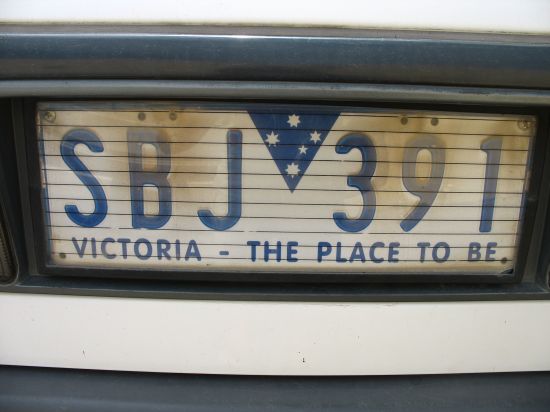 SBJ 391
VICTORIA - THE PLACE TO BE